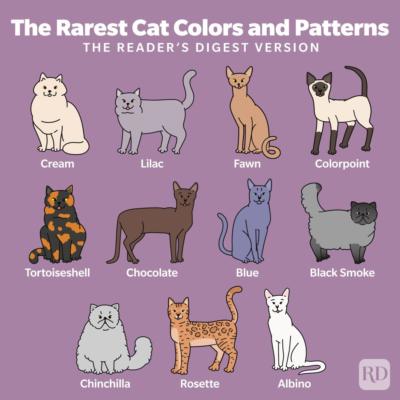 The Rarest Cat Colors and Patterns
THE READER'S DIGEST VERSION
Cream
Lilac
Fawn
Colorpoint
Tortoiseshell
Chocolate
Blue
Black Smoke
Chinchilla
Rosette
Albino
RD